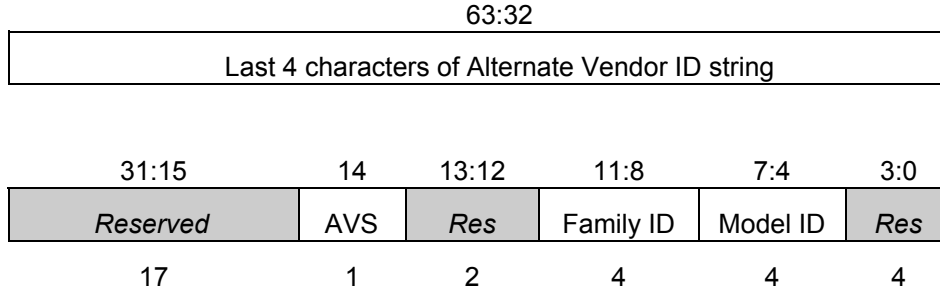 63:32
Last 4 characters of Alternate Vendor ID string
31:15 14 13:12 11:8 7:4 3:0
Reserved AVS Res Family ID Model ID Res
17 1 2 4 4 4